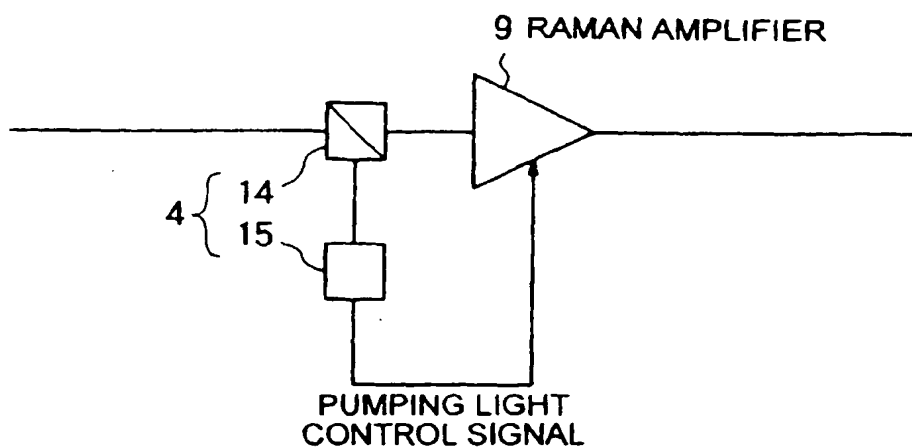 9 RAMAN AMPLIFIER
14
4
15
PUMPING LIGHT
CONTROL SIGNAL